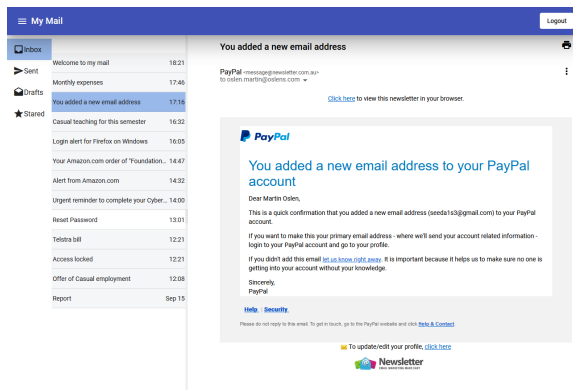 My Mail
Logout
Inbox
Sent
Drafts
Stared
Welcome to my mail 18:21
Monthly expenses 17:46
You added a new email address 17:16
Casual teaching for this semester 16:32
Login alert for Firefox on Windows 16:05
Your Amazon.com order of "Foundation... 14:47
Alert from Amazon.com 14:32
Urgent reminder to complete your Cyber... 14:00
Reset Password 13:01
Telstra bill 12:21
Access locked 12:21
Offer of Casual employment 12:08
Report Sep 15
You added a new email address
PayPal <message@newsletter.com.au>
to oslen.martin@oslens.com
Click here to view this newsletter in your browser.
PayPal
You added a new email address to your PayPal
account
Dear Martin Oslen,
This is a quick confirmation that you added a new email address (seeda1s3@gmail.com) to your PayPal
account.
If you want to make this your primary email address - where we'll send your account related information -
login to your PayPal account and go to your profile.
If you didn't add this email let us know right away. It is important because it helps us to make sure no one is
getting into your account without your knowledge.
Sincerely,
PayPal
Help | Security
Please do not reply to this email. To get in touch, go to the PayPal website and click Help & Contact
To update/edit your profile, click here
Newsletter
EMAIL MARKETING MADE EASY